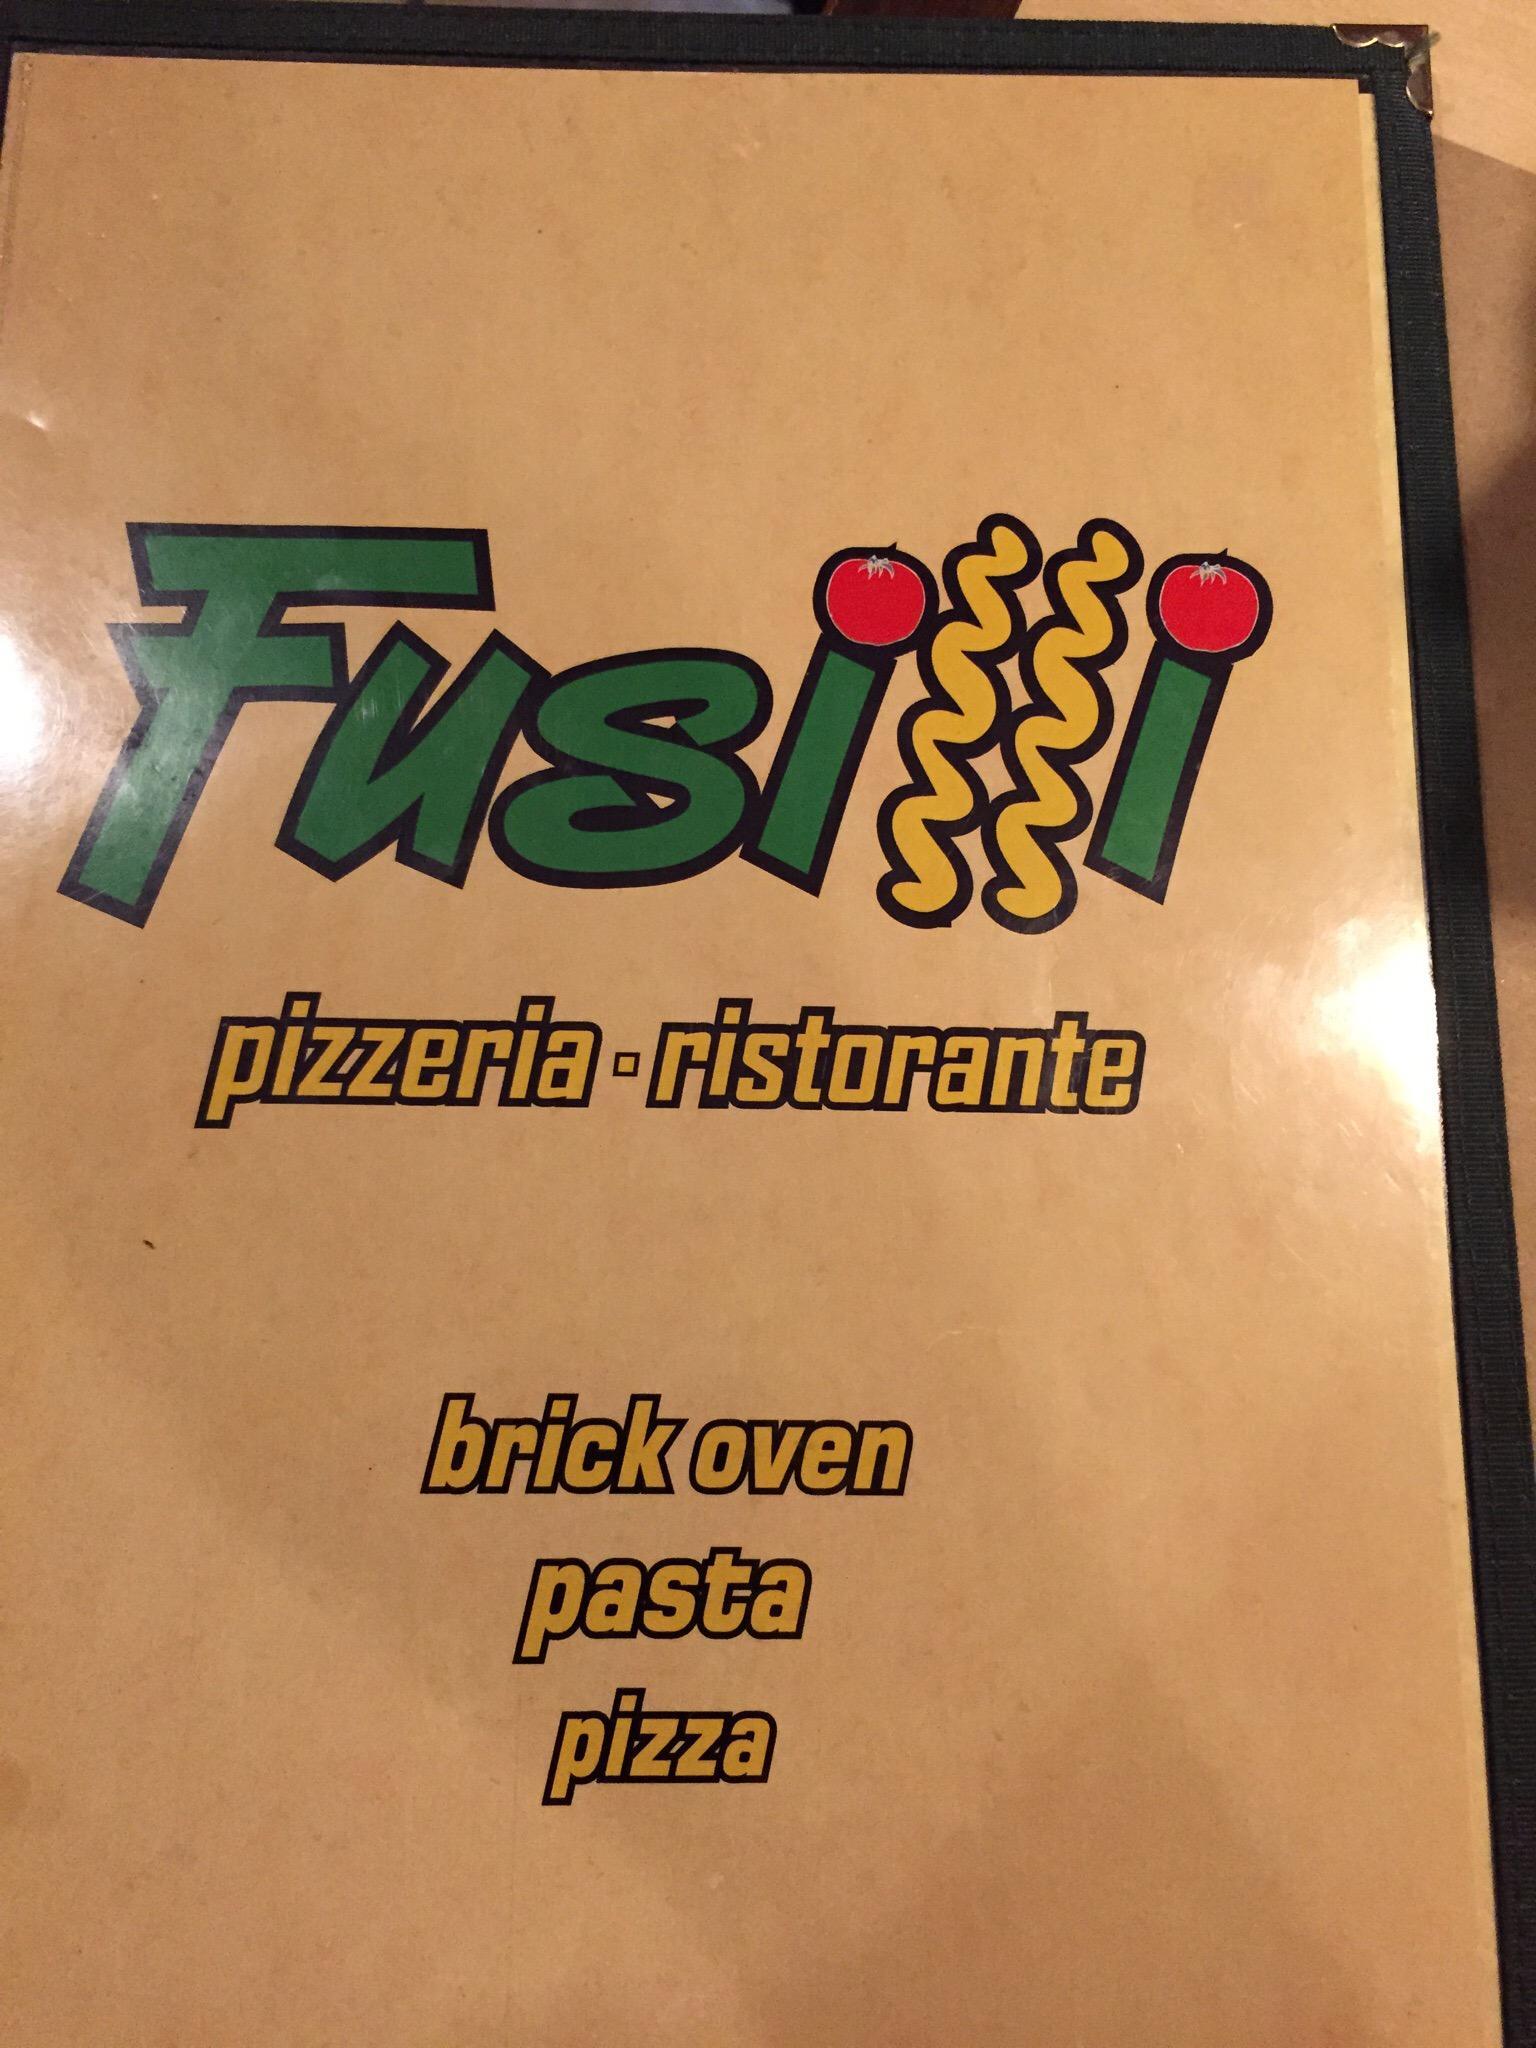 Fusilli
pizzeria · ristorante
brick oven
pasta
pizza